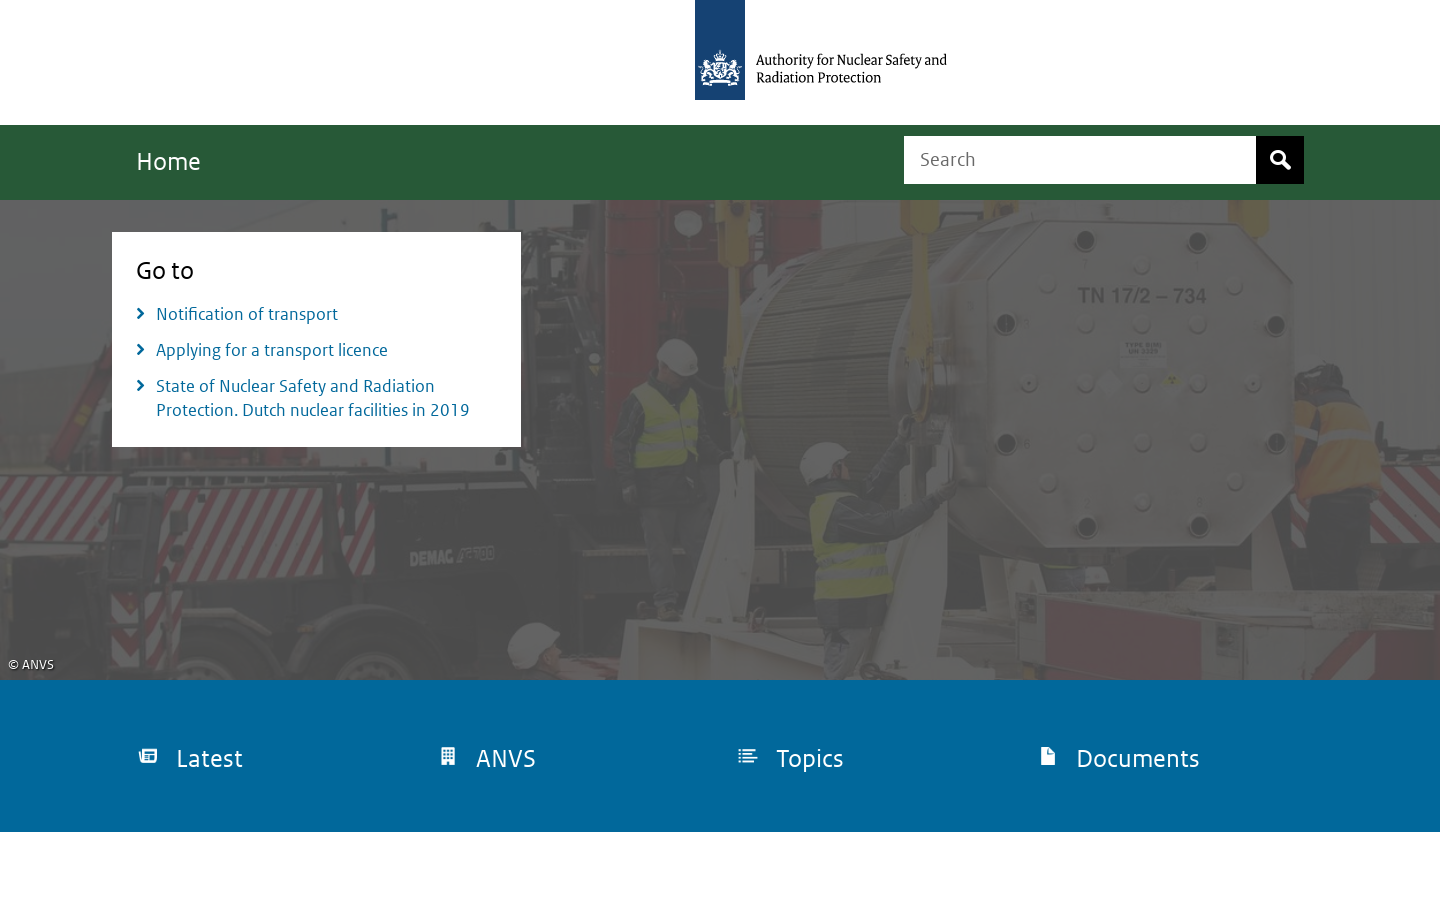 Authority for Nuclear Safety and
Radiation Protection
Home
Search
Go to
Notification of transport
Applying for a transport licence
State of Nuclear Safety and Radiation
Protection. Dutch nuclear facilities in 2019
TN 17/2 – 734
DEMAG
© ANVS
Latest
ANVS
Topics
Documents